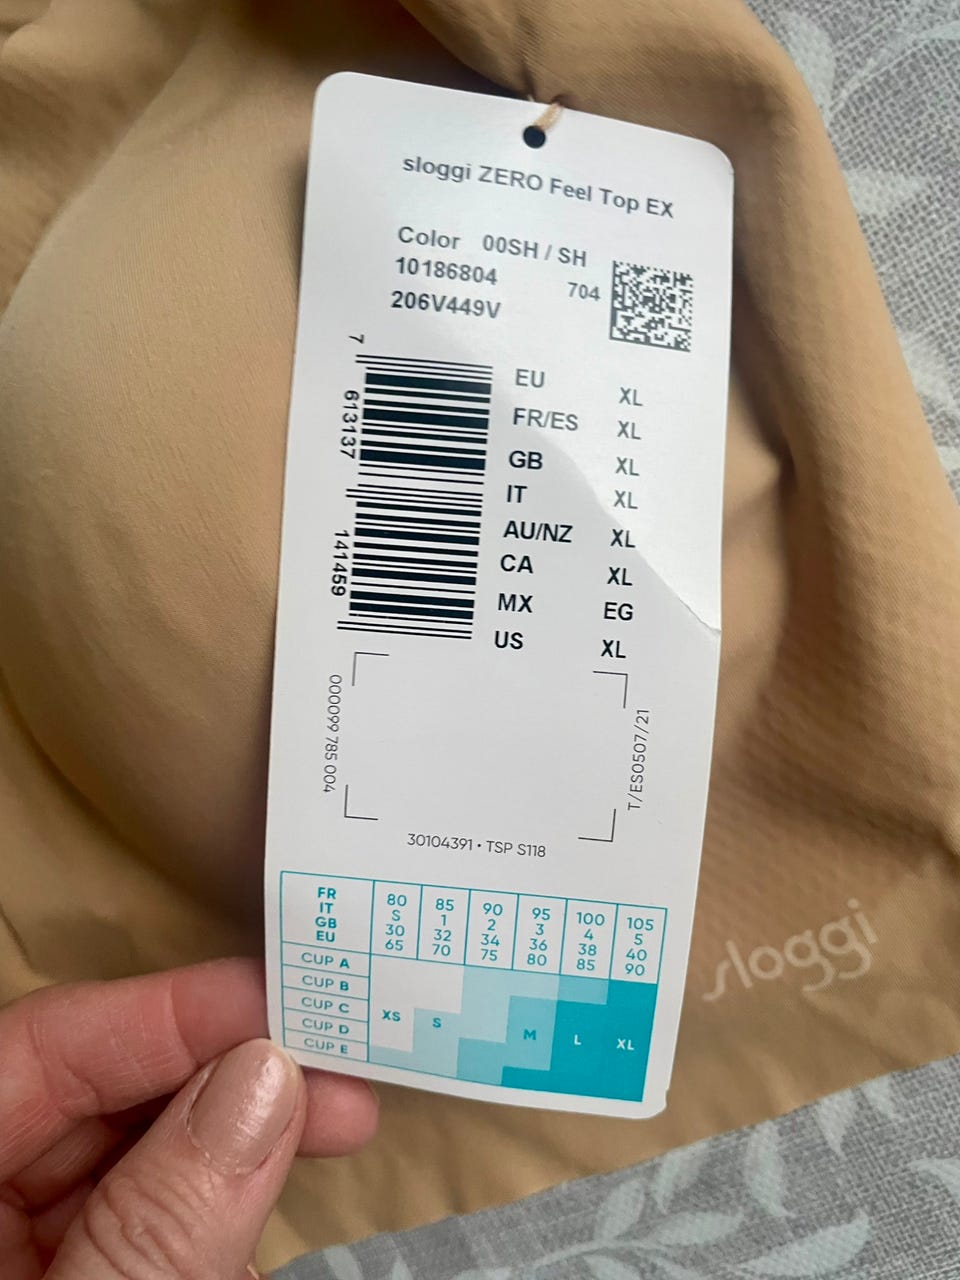 sloggi ZERO Feel Top EX
Color 00SH / SH
10186804 704
206V449V
7 613137 141459
EU XL
FR/ES XL
GB XL
IT XL
AU/NZ XL
CA XL
MX EG
US XL
000099 785 004
T/ES0507/21
30104391 • TSP S118
FR 80 85 90 95 100 105
IT S 1 2 3 4 5
GB 30 32 34 36 38 40
EU 65 70 75 80 85 90
CUP A
CUP B
CUP C
CUP D
CUP E
XS S M L XL
sloggi